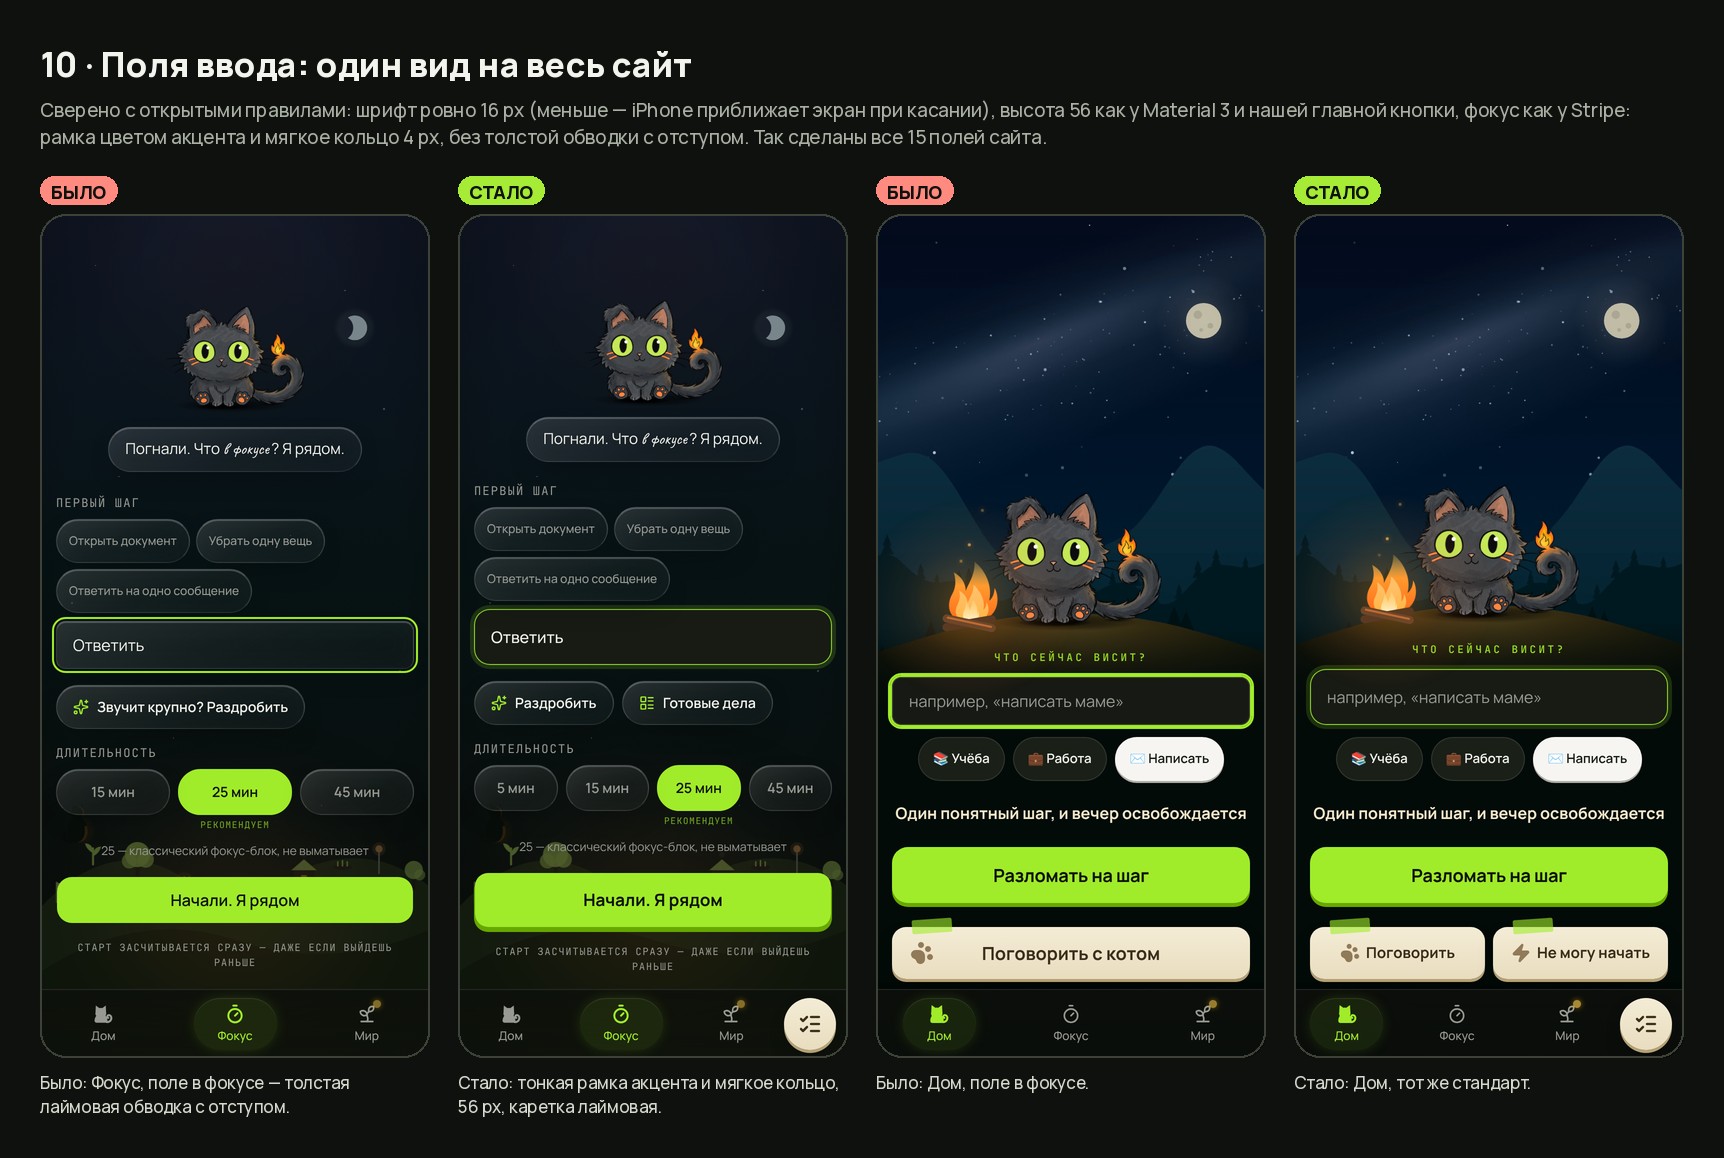 10 · Поля ввода: один вид на весь сайт
Сверено с открытыми правилами: шрифт ровно 16 px (меньше — iPhone приближает экран при касании), высота 56 как у Material 3 и нашей главной кнопки, фокус как у Stripe:
рамка цветом акцента и мягкое кольцо 4 px, без толстой обводки с отступом. Так сделаны все 15 полей сайта.
БЫЛО
Погнали. Что в фокусе? Я рядом.
ПЕРВЫЙ ШАГ
Открыть документ
Убрать одну вещь
Ответить на одно сообщение
Ответить
Звучит крупно? Раздробить
ДЛИТЕЛЬНОСТЬ
15 мин
25 мин
45 мин
РЕКОМЕНДУЕМ
25 — классический фокус-блок, не выматывает
Начали. Я рядом
СТАРТ ЗАСЧИТЫВАЕТСЯ СРАЗУ — ДАЖЕ ЕСЛИ ВЫЙДЕШЬ
РАНЬШЕ
Дом
Фокус
Мир
Было: Фокус, поле в фокусе — толстая
лаймовая обводка с отступом.
СТАЛО
Погнали. Что в фокусе? Я рядом.
ПЕРВЫЙ ШАГ
Открыть документ
Убрать одну вещь
Ответить на одно сообщение
Ответить
Раздробить
Готовые дела
ДЛИТЕЛЬНОСТЬ
5 мин
15 мин
25 мин
45 мин
РЕКОМЕНДУЕМ
25 — классический фокус-блок, не выматывает
Начали. Я рядом
СТАРТ ЗАСЧИТЫВАЕТСЯ СРАЗУ — ДАЖЕ ЕСЛИ ВЫЙДЕШЬ
РАНЬШЕ
Дом
Фокус
Мир
Стало: тонкая рамка акцента и мягкое кольцо,
56 px, каретка лаймовая.
БЫЛО
ЧТО СЕЙЧАС ВИСИТ?
например, «написать маме»
Учёба
Работа
Написать
Один понятный шаг, и вечер освобождается
Разломать на шаг
Поговорить с котом
Дом
Фокус
Мир
Было: Дом, поле в фокусе.
СТАЛО
ЧТО СЕЙЧАС ВИСИТ?
например, «написать маме»
Учёба
Работа
Написать
Один понятный шаг, и вечер освобождается
Разломать на шаг
Поговорить
Не могу начать
Дом
Фокус
Мир
Стало: Дом, тот же стандарт.